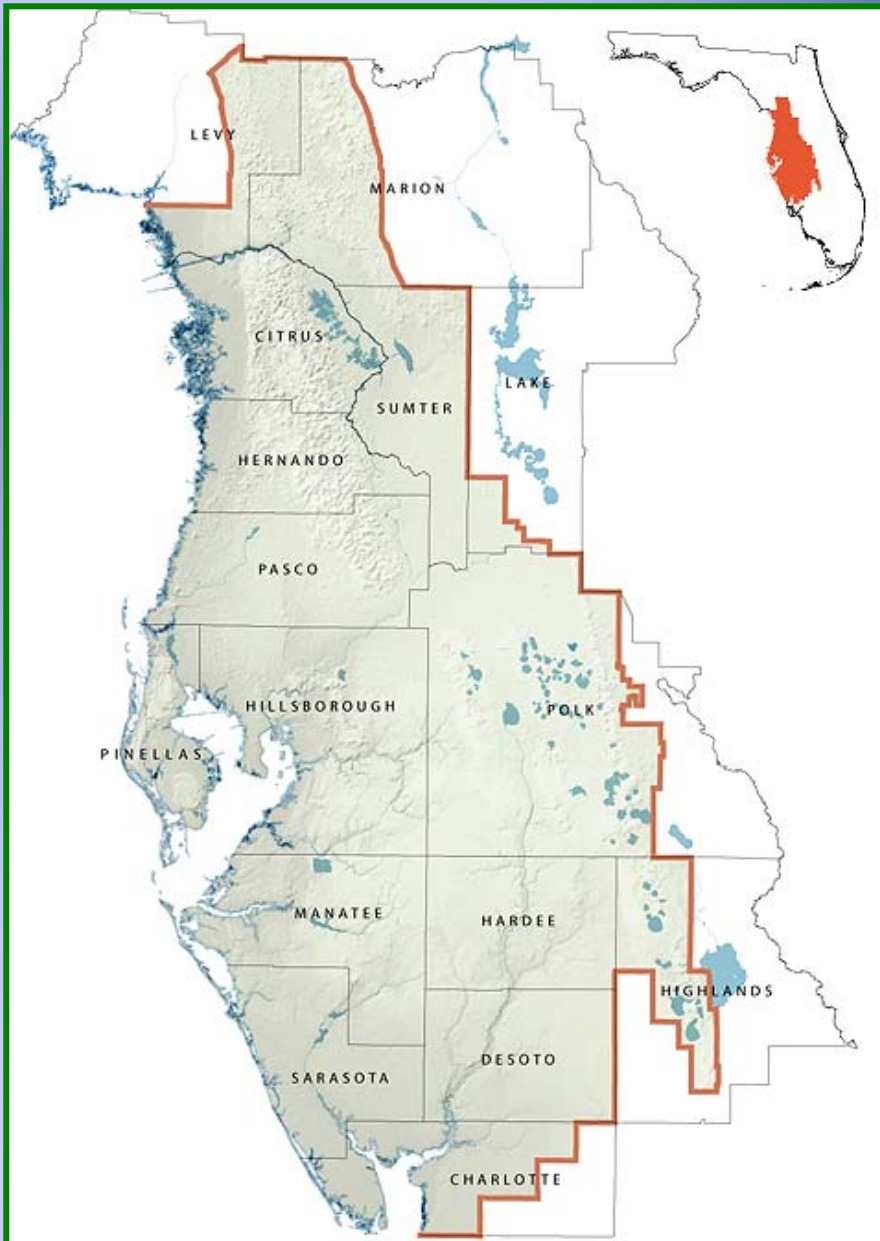 LEVY
MARION
CITRUS
LAKE
SUMTER
HERNANDO
PASCO
HILLSBOROUGH
POLK
PINELLAS
MANATEE
HARDEE
HIGHLANDS
DESOTO
SARASOTA
CHARLOTTE